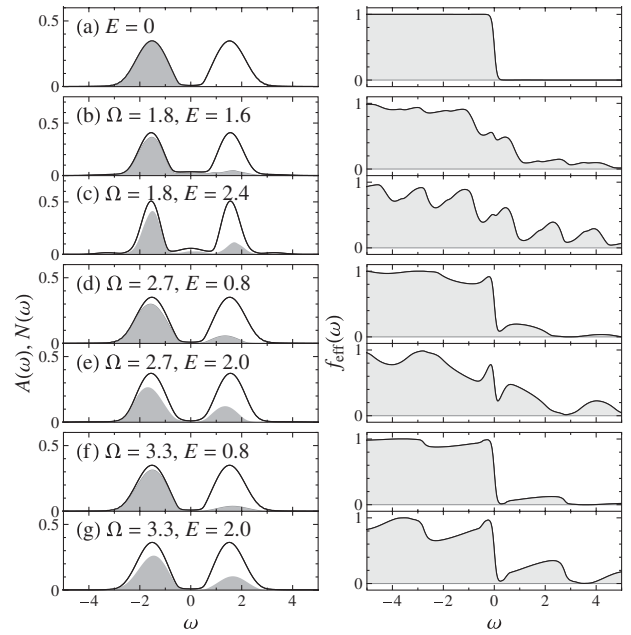 (a) E = 0
(b) Ω = 1.8, E = 1.6
(c) Ω = 1.8, E = 2.4
(d) Ω = 2.7, E = 0.8
(e) Ω = 2.7, E = 2.0
(f) Ω = 3.3, E = 0.8
(g) Ω = 3.3, E = 2.0
A(ω), N(ω)
0.5
0
0.5
0
0.5
0
0.5
0
0.5
0
0.5
0
0.5
0
−4 −2 0 2 4
ω
f_eff(ω)
1
0
1
0
1
0
1
0
1
0
1
0
1
0
−4 −2 0 2 4
ω